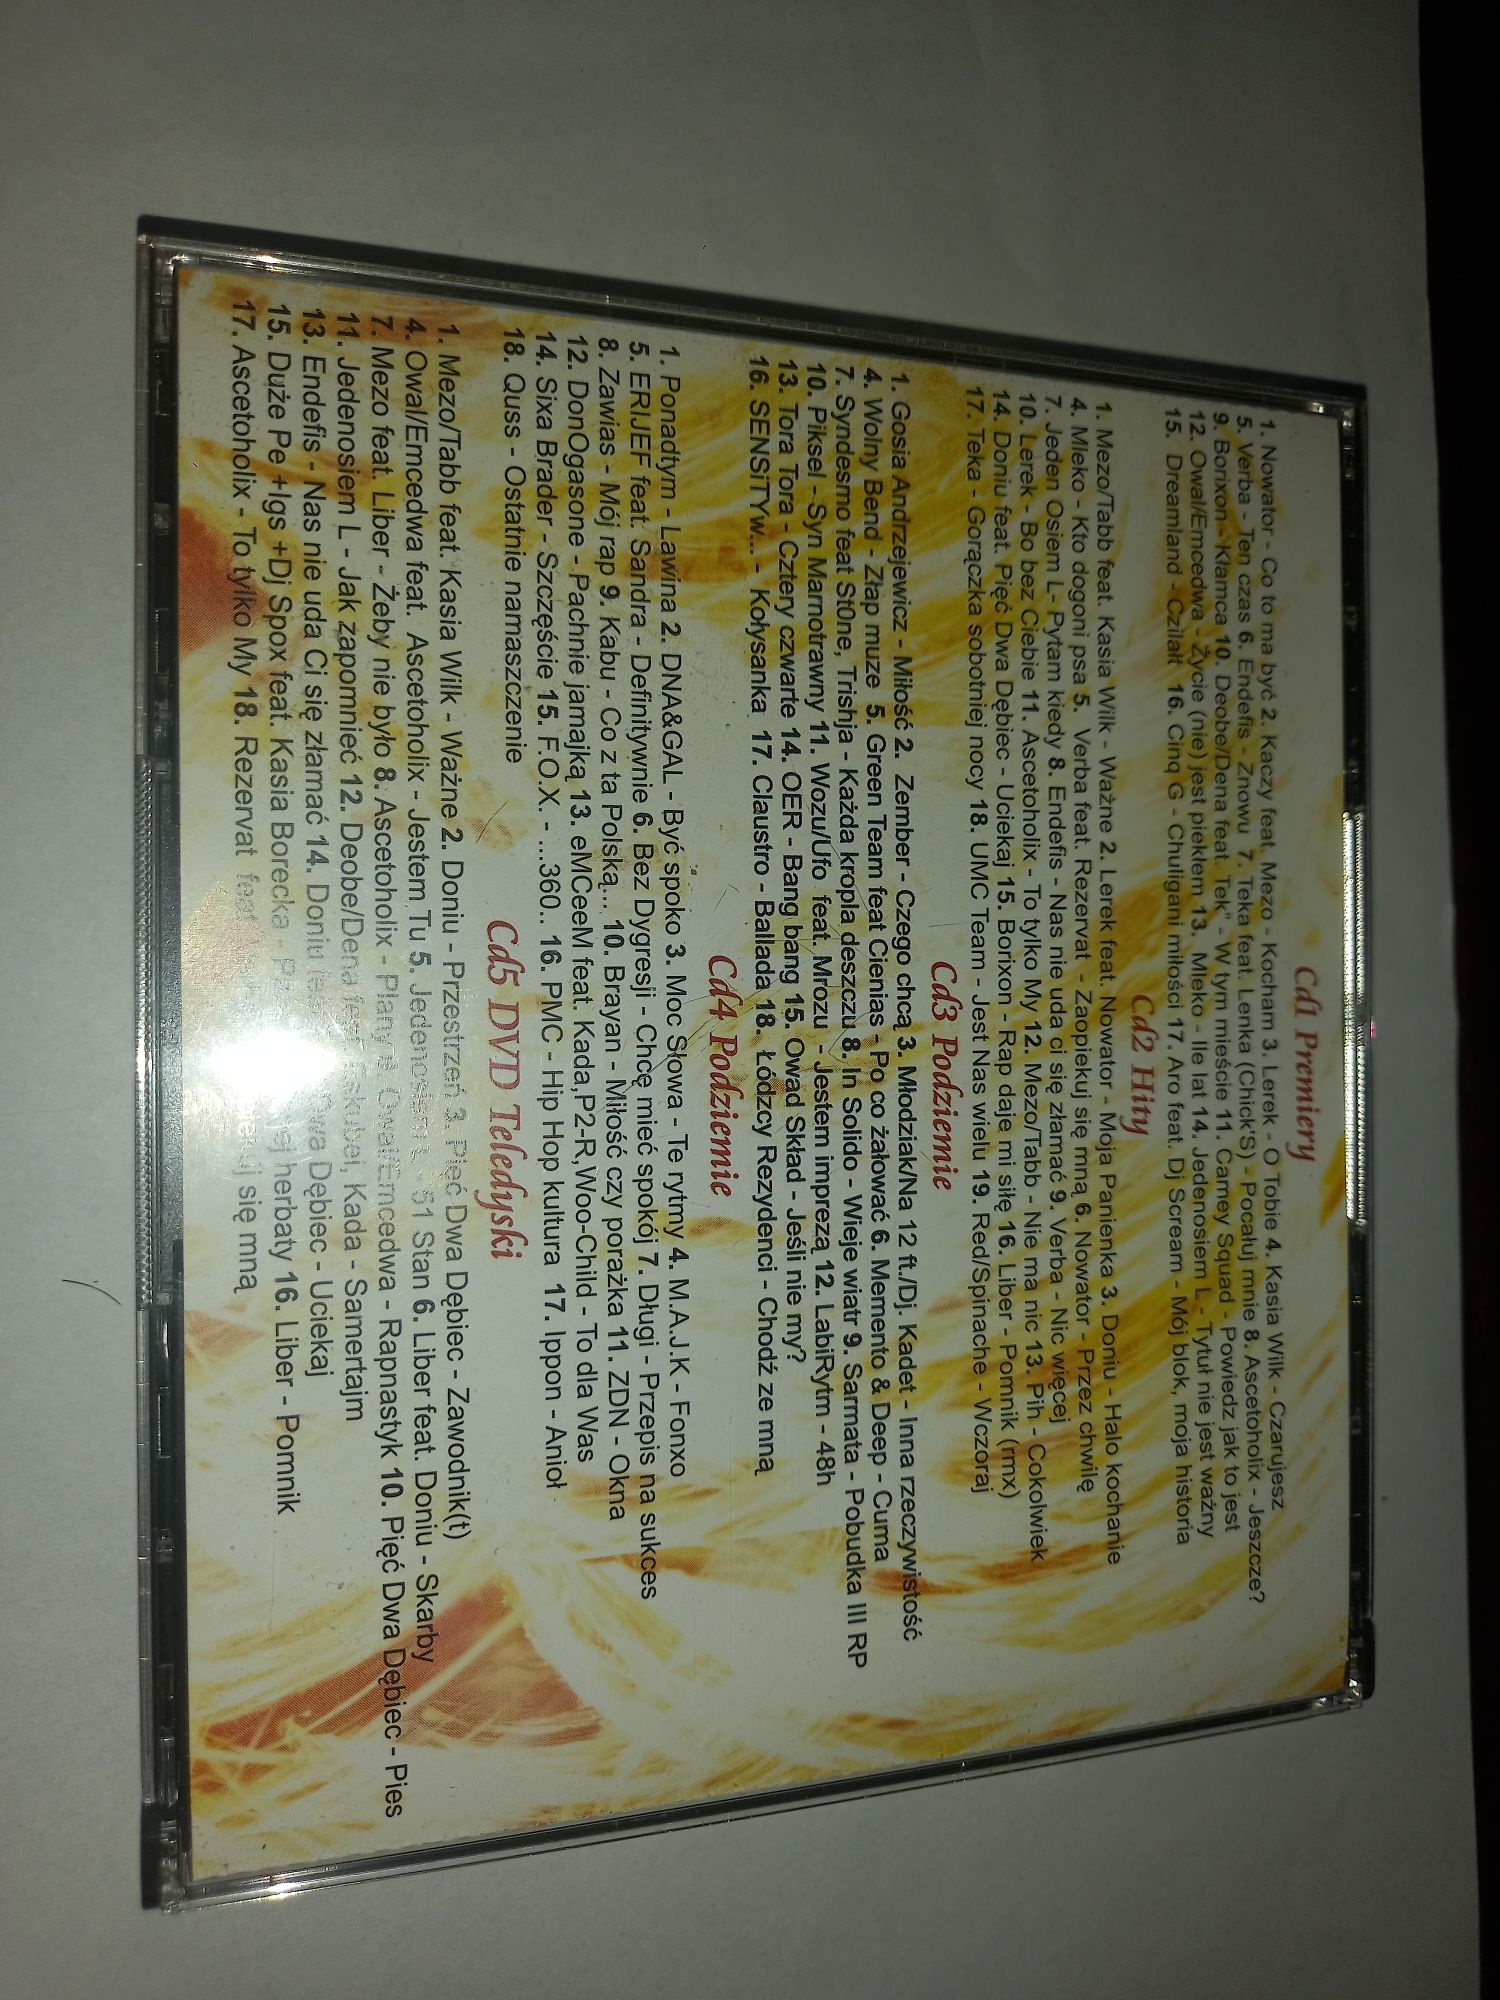 Cd1 Premiery
1. Nowator - Co to ma być 2. Kaczy feat. Mezo - Kocham 3. Lerek - O Tobie 4. Kasia Wilk - Czarujesz
5. Verba - Ten czas 6. Endefis - Znowu 7. Teka feat. Lenka (Chick'S) - Pocałuj mnie 8. Ascetoholix - Jeszcze?
9. Borixon - Kłamca 10. Deobe/Dena feat. Tek" - W tym mieście 11. Camey Squad - Powiedz jak to jest
12. Owal/Emcedwa - Życie (nie) jest piekłem 13. Mleko - Ile lat 14. Jedenosiem L - Tytuł nie jest ważny
15. Dreamland - Czilałt 16. Cinq G - Chuligani miłości 17. Aro feat. Dj Scream - Mój blok, moja historia
Cd2 Hity
1. Mezo/Tabb feat. Kasia Wilk - Ważne 2. Lerek feat. Nowator - Moja Panienka 3. Doniu - Halo kochanie
4. Mleko - Kto dogoni psa 5. Verba feat. Rezerwat - Zaopiekuj się mną 6. Nowator - Przez chwilę
7. Jeden Osiem L - Pytam kiedy 8. Endefis - Nas nie uda ci się złamać 9. Verba - Nic więcej
10. Lerek - Bo bez Ciebie 11. Ascetoholix - To tylko My 12. Mezo/Tabb - Nie ma nic 13. Pih - Cokolwiek
14. Doniu feat. Pięć Dwa Dębiec - Uciekaj 15. Borixon - Rap daje mi siłę 16. Liber - Pomnik (rmx)
17. Teka - Gorączka sobotniej nocy 18. UMC Team - Jest Nas wielu 19. Red/Spinache - Wczoraj
Cd3 Podziemie
1. Gosia Andrzejewicz - Miłość 2. Zember - Czego chcą 3. Młodziak/Na 12 ft./Dj. Kadet - Inna rzeczywistość
4. Wolny Bend - Złap muze 5. Green Team feat Cienias - Po co żałować 6. Memento & Deep - Cuma
7. Syndesmo feat St0ne, Trishja - Każda kropla deszczu 8. In Solido - Wieje wiatr 9. Sarmata - Pobudka III RP
10. Piksel - Syn Marnotrawny 11. Wozu/Ufo feat. Mrozu - Jestem imprezą 12. LabiRytm - 48h
13. Tora Tora - Cztery czwarte 14. OER - Bang bang 15. Owad Skład - Jeśli nie my?
16. SENSiTYw... - Kołysanka 17. Claustro - Ballada 18. Łódzcy Rezydenci - Chodź ze mną
Cd4 Podziemie
1. Ponadtym - Lawina 2. DNA&GAL - Być spoko 3. Moc Słowa - Te rytmy 4. M.A.J.K - Fonxo
5. ERIJEF feat. Sandra - Definitywnie 6. Bez Dygresji - Chcę mieć spokój 7. Długi - Przepis na sukces
8. Zawias - Mój rap 9. Kabu - Co z ta Polską... 10. Brayan - Miłość czy porażka 11. ZDN - Okna
12. DonOgasone - Pachnie jamajką 13. eMCeeM feat. Kada,P2-R,Woo-Child - To dla Was
14. Sixa Brader - Szczęście 15. F.O.X. - ...360.. 16. PMC - Hip Hop kultura 17. Ippon - Anioł
18. Quss - Ostatnie namaszczenie
Cd5 DVD Teledyski
1. Mezo/Tabb feat. Kasia Wilk - Ważne 2. Doniu - Przestrzeń 3. Pięć Dwa Dębiec - Zawodnik(t)
4. Owal/Emcedwa feat. Ascetoholix - Jestem Tu 5. Jedenosiem L - 51 Stan 6. Liber feat. Doniu - Skarby
7. Mezo feat. Liber - Żeby nie było 8. Ascetoholix - Plany 9. Owal/Emcedwa - Rapnastyk 10. Pięć Dwa Dębiec - Pies
11. Jedenosiem L - Jak zapomnieć 12. Deobe/Dena feat. Eskubei, Kada - Samertajm
13. Endefis - Nas nie uda Ci się złamać 14. Doniu Dwa Dębiec - Uciekaj
15. Duże Pe +Igs +Dj Spox feat. Kasia Borecka - herbaty 16. Liber - Pomnik
17. Ascetoholix - To tylko My 18. Rezerwat feat się mną